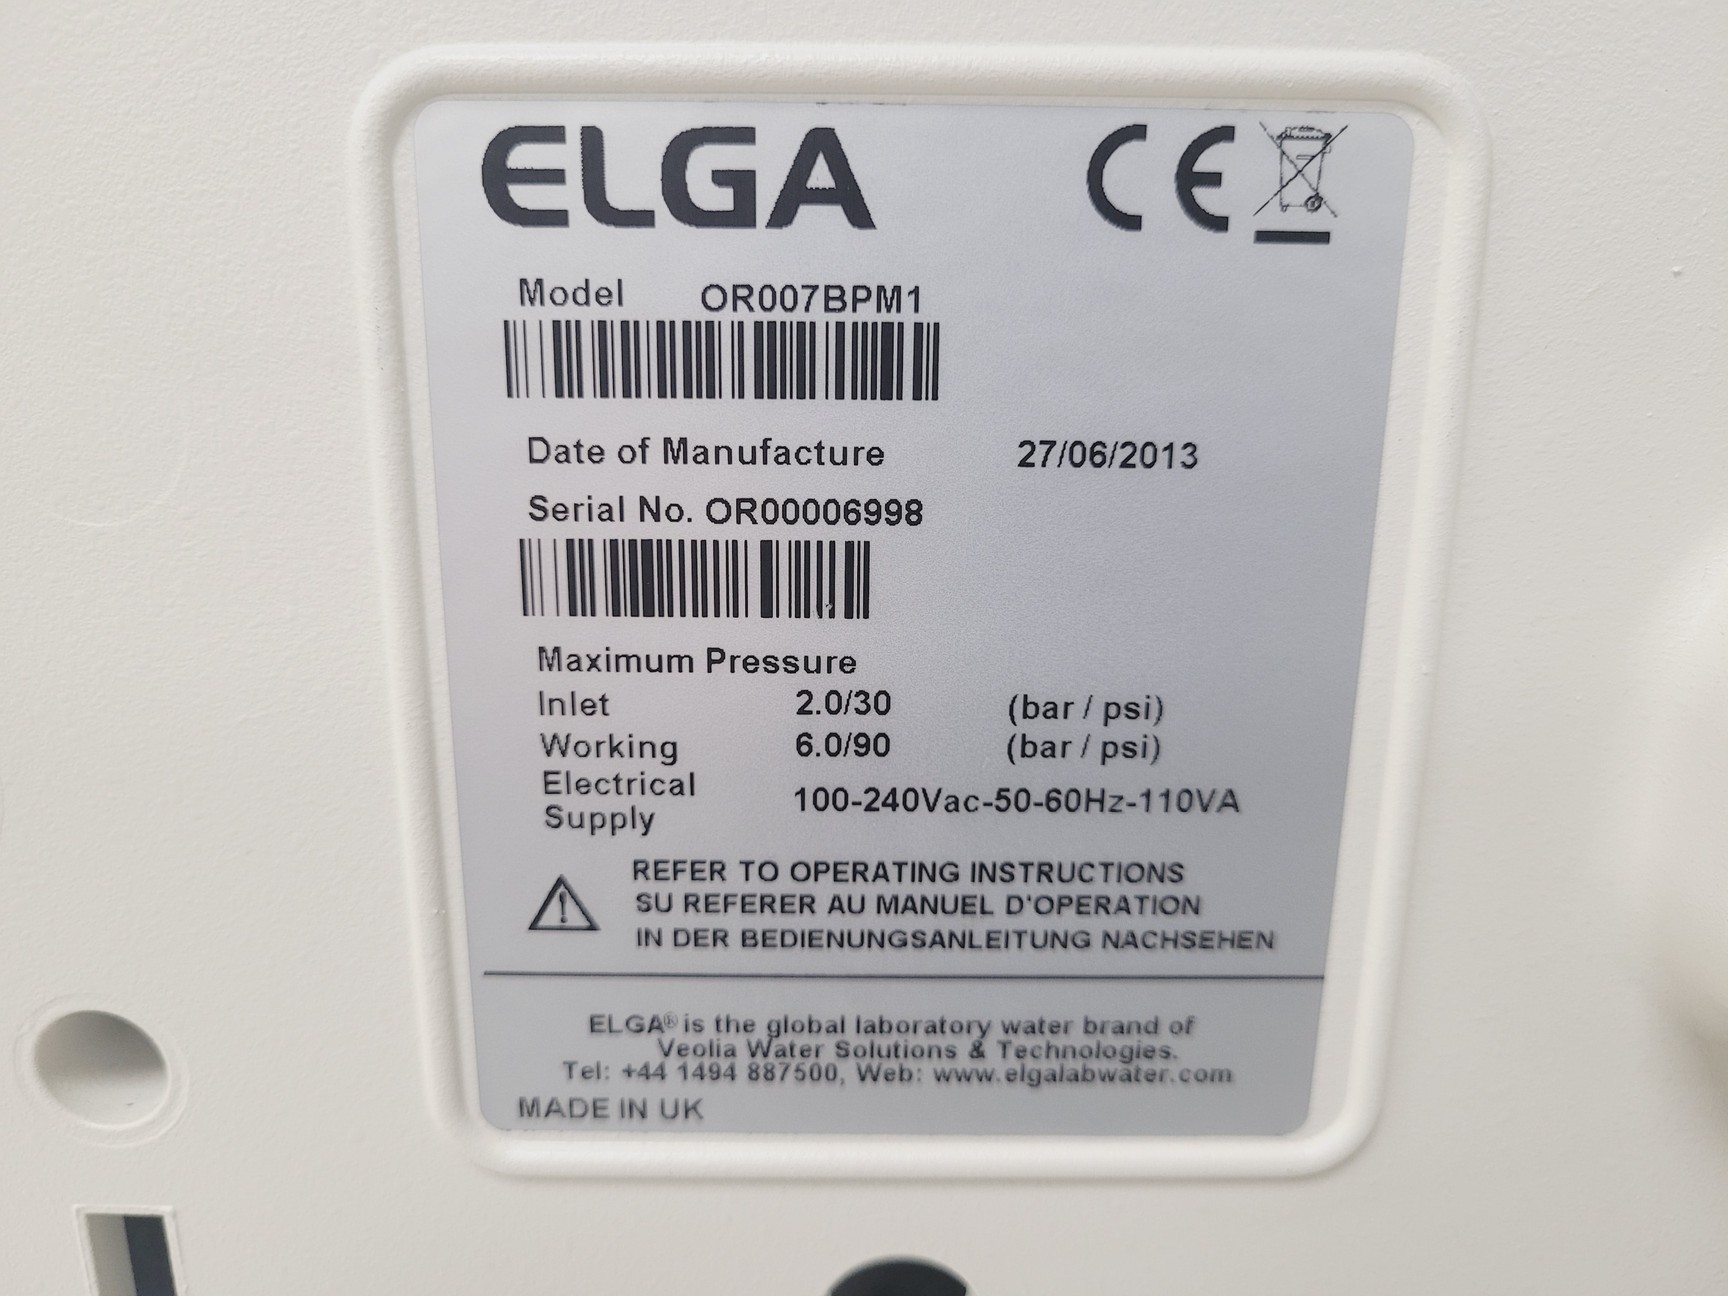 ELGA CE
Model OR007BPM1
Date of Manufacture 27/06/2013
Serial No. OR00006998
Maximum Pressure
Inlet 2.0/30 (bar / psi)
Working 6.0/90 (bar / psi)
Electrical
Supply 100-240Vac-50-60Hz-110VA
REFER TO OPERATING INSTRUCTIONS
SU REFERER AU MANUEL D'OPERATION
IN DER BEDIENUNGSANLEITUNG NACHSEHEN
ELGA® is the global laboratory water brand of
Veolia Water Solutions & Technologies.
Tel: +44 1494 887500, Web: www.elgalabwater.com
MADE IN UK